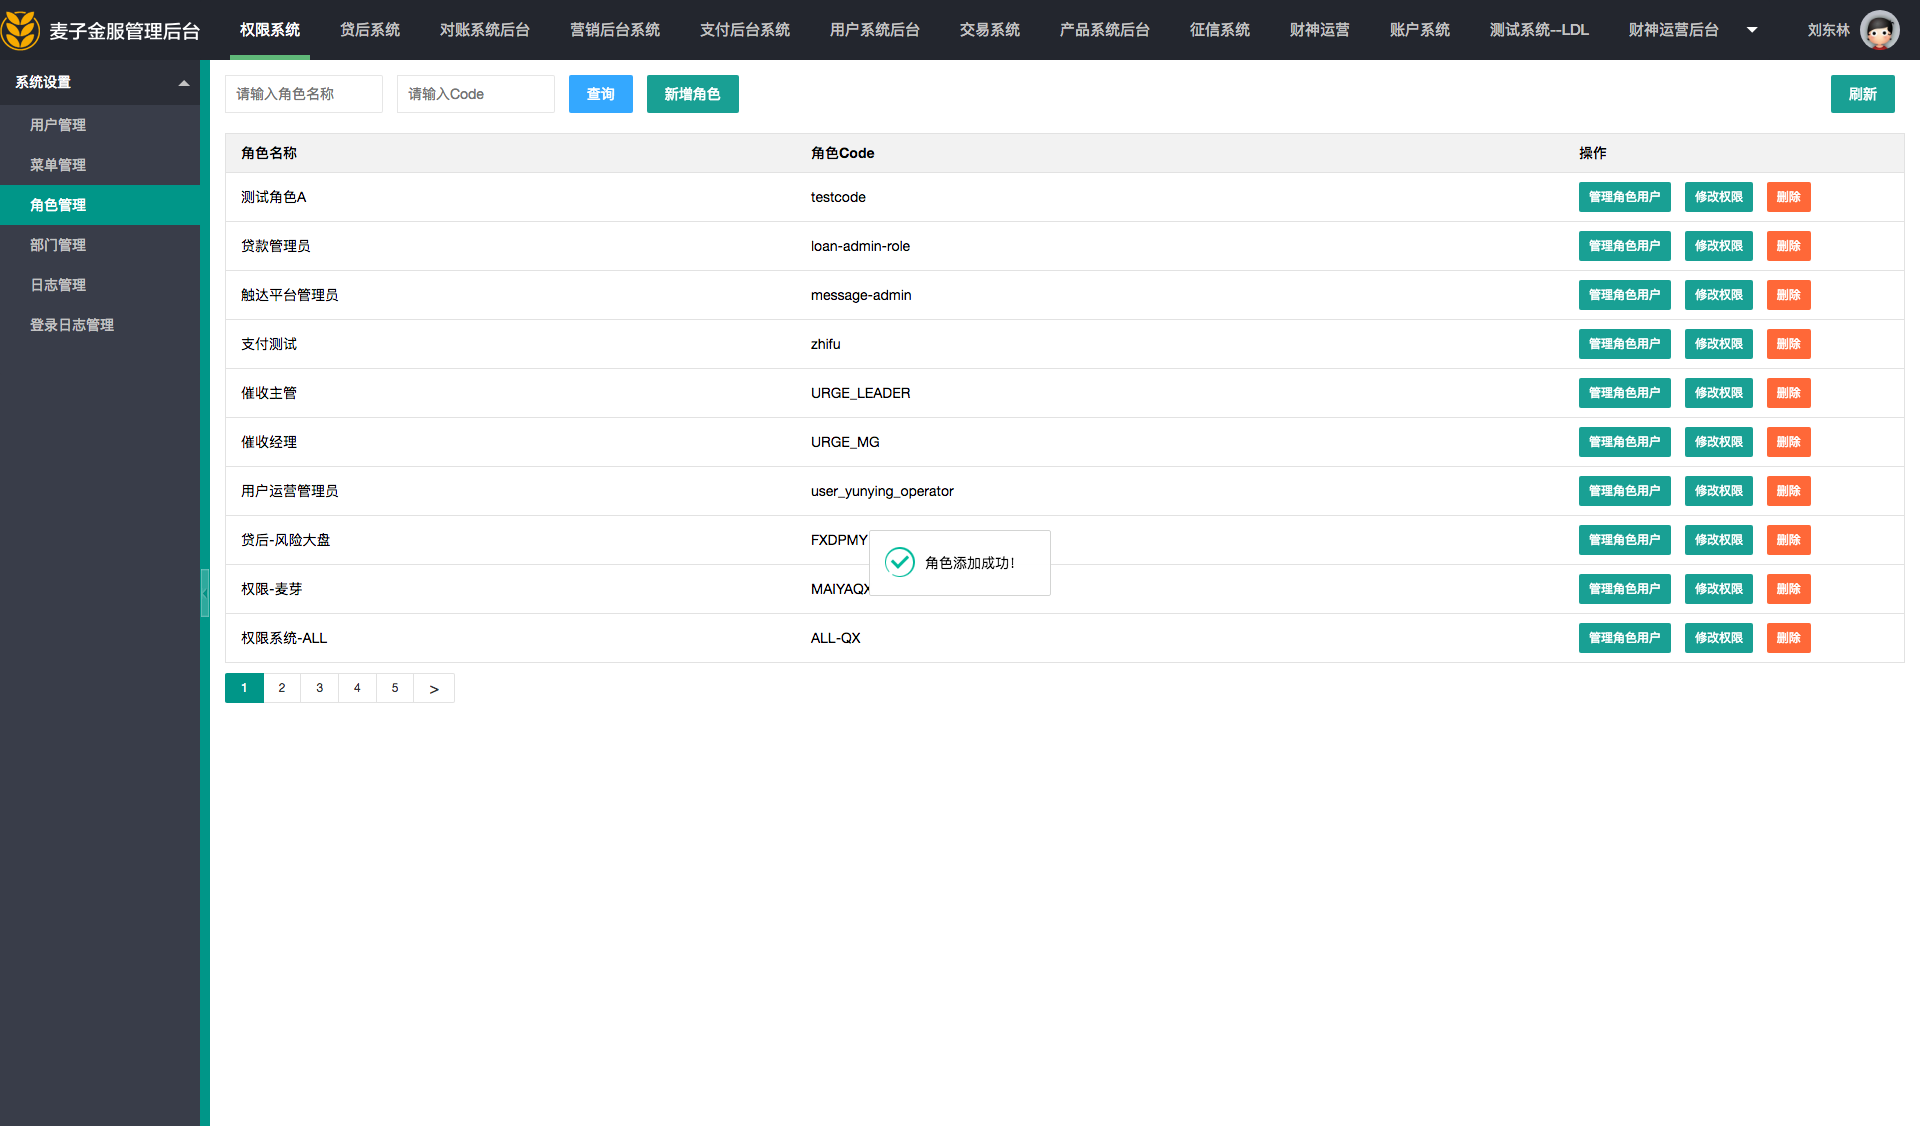 麦子金服管理后台
权限系统 贷后系统 对账系统后台 营销后台系统 支付后台系统 用户系统后台 交易系统 产品系统后台 征信系统 财神运营 账户系统 测试系统--LDL 财神运营后台 刘东林
系统设置
用户管理
菜单管理
角色管理
部门管理
日志管理
登录日志管理
请输入角色名称 请输入Code 查询 新增角色 刷新
角色名称 角色Code 操作
测试角色A testcode 管理角色用户 修改权限 删除
贷款管理员 loan-admin-role 管理角色用户 修改权限 删除
触达平台管理员 message-admin 管理角色用户 修改权限 删除
支付测试 zhifu 管理角色用户 修改权限 删除
催收主管 URGE_LEADER 管理角色用户 修改权限 删除
催收经理 URGE_MG 管理角色用户 修改权限 删除
用户运营管理员 user_yunying_operator 管理角色用户 修改权限 删除
贷后-风险大盘 FXDPMY 管理角色用户 修改权限 删除
角色添加成功!
权限-麦芽 MAIYAQX 管理角色用户 修改权限 删除
权限系统-ALL ALL-QX 管理角色用户 修改权限 删除
1 2 3 4 5 >